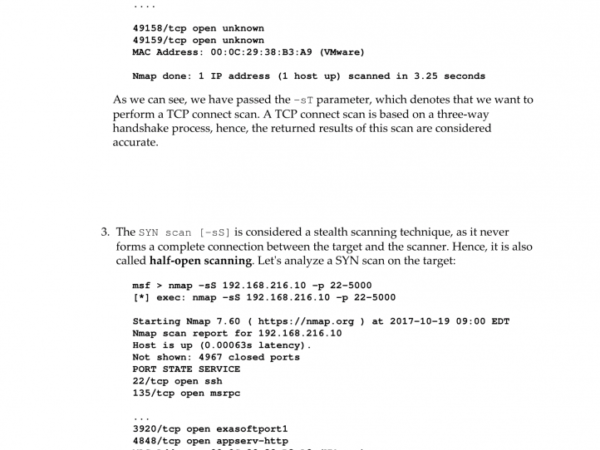 ....
49158/tcp open unknown
49159/tcp open unknown
MAC Address: 00:0C:29:38:B3:A9 (VMware)
Nmap done: 1 IP address (1 host up) scanned in 3.25 seconds
As we can see, we have passed the -sT parameter, which denotes that we want to
perform a TCP connect scan. A TCP connect scan is based on a three-way
handshake process, hence, the returned results of this scan are considered
accurate.
3. The SYN scan [-sS] is considered a stealth scanning technique, as it never
forms a complete connection between the target and the scanner. Hence, it is also
called half-open scanning. Let's analyze a SYN scan on the target:
msf > nmap -sS 192.168.216.10 -p 22-5000
[*] exec: nmap -sS 192.168.216.10 -p 22-5000
Starting Nmap 7.60 ( https://nmap.org ) at 2017-10-19 09:00 EDT
Nmap scan report for 192.168.216.10
Host is up (0.00063s latency).
Not shown: 4967 closed ports
PORT STATE SERVICE
22/tcp open ssh
135/tcp open msrpc
...
3920/tcp open exasoftport1
4848/tcp open appserv-http